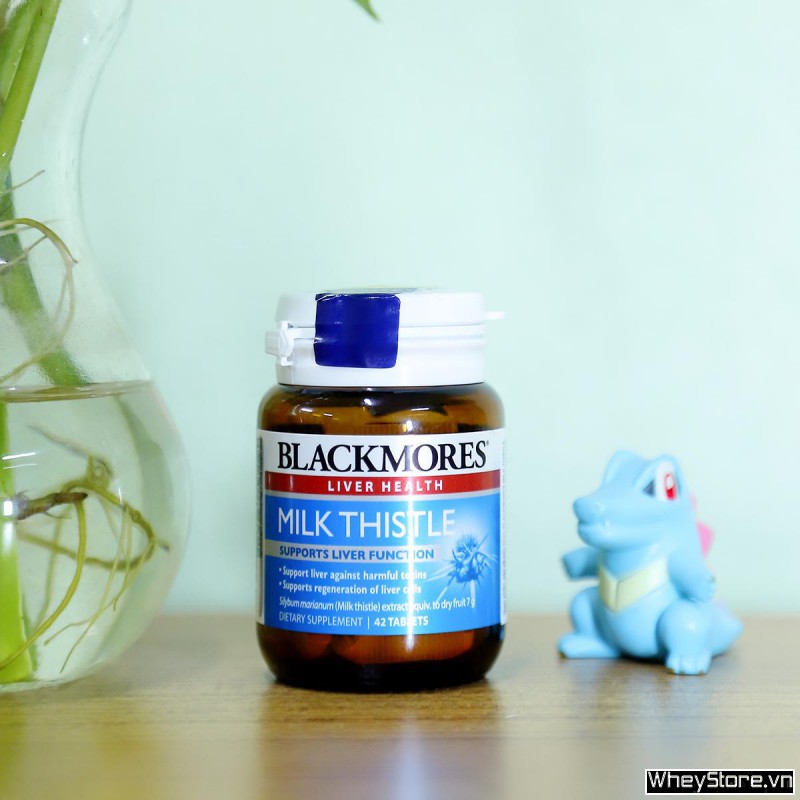 BLACKMORES®
LIVER HEALTH
MILK THISTLE
SUPPORTS LIVER FUNCTION
• Support liver against harmful toxins
• Supports regeneration of liver cells
Silybum marianum (Milk thistle) extract equiv. to dry fruit 7 g
DIETARY SUPPLEMENT | 42 TABLETS
WheyStore.vn